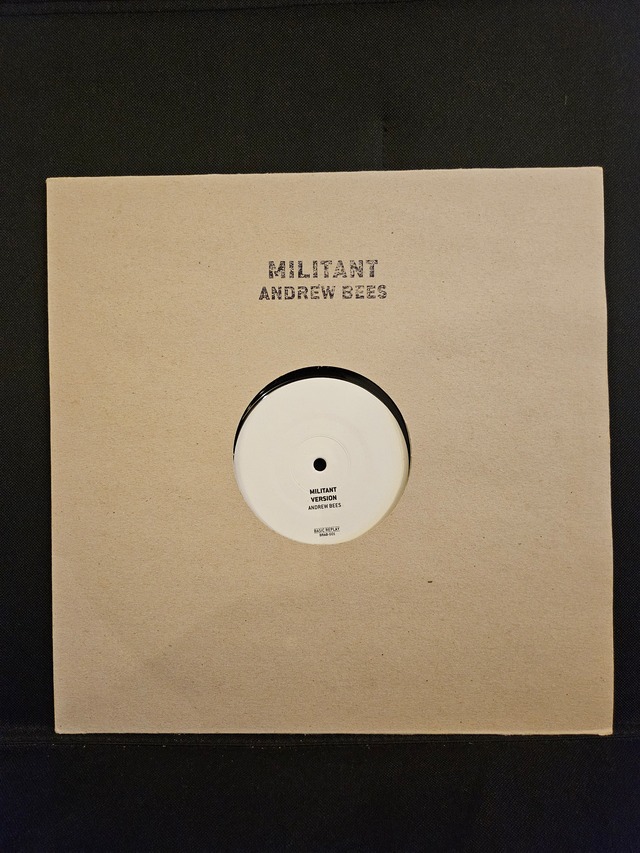 MILITANT
ANDREW BEES
MILITANT
VERSION
ANDREW BEES
BASIC REPLAY